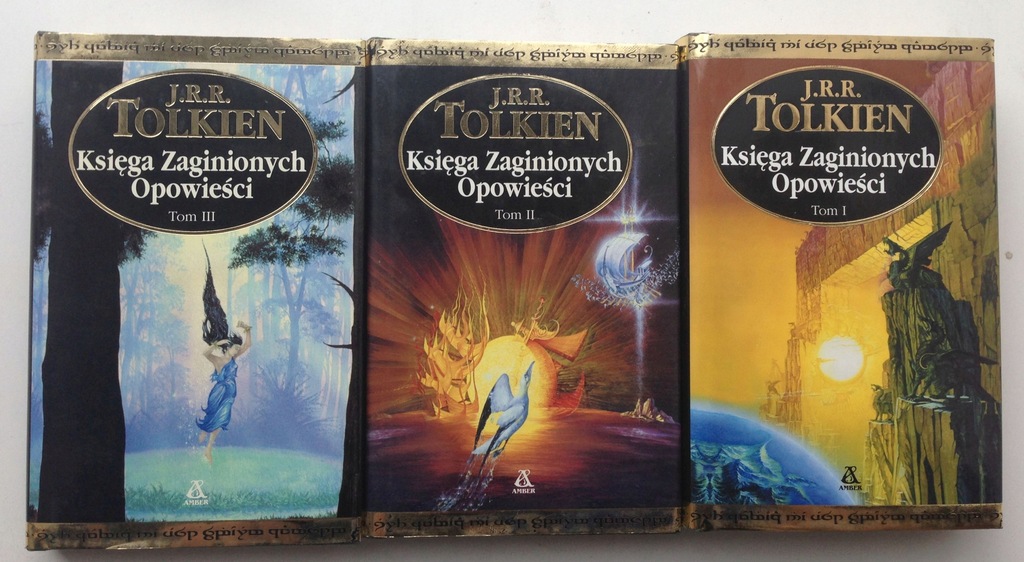 J.R.R.
TOLKIEN
Księga Zaginionych
Opowieści
Tom III
AMBER
J.R.R.
TOLKIEN
Księga Zaginionych
Opowieści
Tom II
AMBER
J.R.R.
TOLKIEN
Księga Zaginionych
Opowieści
Tom I
AMBER